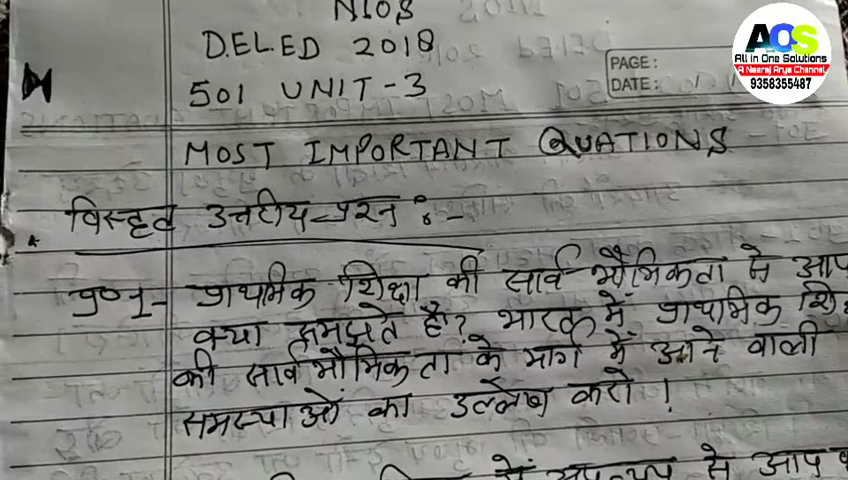 NIOS
D.EL.ED 2018
501 UNIT-3
PAGE:
DATE:
AOS
All in One Solutions
A Neeraj Arya Channel
9358355487
MOST IMPORTANT QUATIONS
विस्तृत उत्तरीय-प्रश्न :-
प्र०1- प्राथमिक शिक्षा की सार्व भौमिकता से आप
क्या समझते हैं? भारत में प्राथमिक
की सार्वभौमिकता के मार्ग में आने वाली
समस्याओं का उल्लेख करो !
से आप